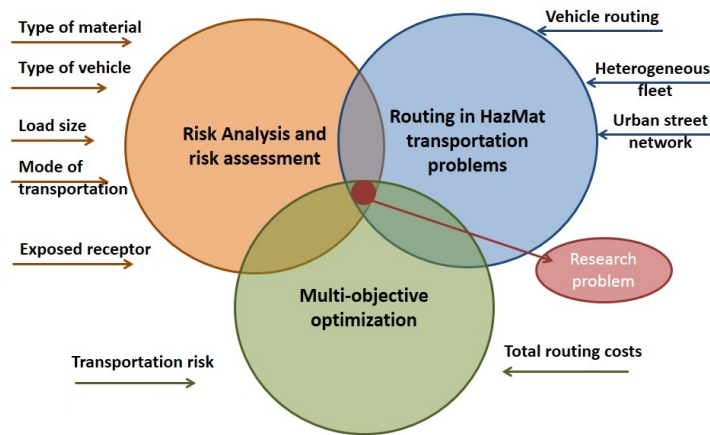 Type of material
Type of vehicle
Load size
Mode of
transportation
Exposed receptor
Risk Analysis and
risk assessment
Routing in HazMat
transportation
problems
Vehicle routing
Heterogeneous
fleet
Urban street
network
Research
problem
Multi-objective
optimization
Transportation risk
Total routing costs